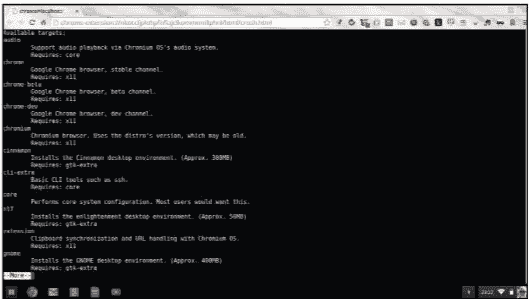 Available targets:
audio
Support audio playback via Chromium OS's audio system.
Requires: core
chrome
Google Chrome browser, stable channel.
Requires: x11
chrome-beta
Google Chrome browser, beta channel.
Requires: x11
chrome-dev
Google Chrome browser, dev channel.
Requires: x11
chromium
Chromium browser. Uses the distro's version, which may be old.
Requires: x11
cinnamon
Installs the Cinnamon desktop environment. (Approx. 300MB)
Requires: gtk-extra
cli-extra
Basic CLI tools such as ssh.
Requires: core
core
Performs core system configuration. Most users would want this.
Installs the enlightenment desktop environment. (Approx. 50MB)
Requires: gtk-extra
extension
Clipboard synchronization and URL handling with Chromium OS.
Requires: x11
gnome
Installs the GNOME desktop environment. (Approx. 400MB)
Requires: gtk-extra
--More--